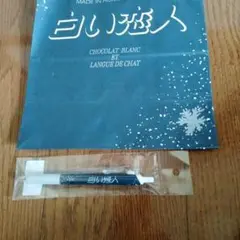 MADE IN
白い恋人
CHOCOLAT BLANC
ET
LANGUE DE CHAT
白い恋人